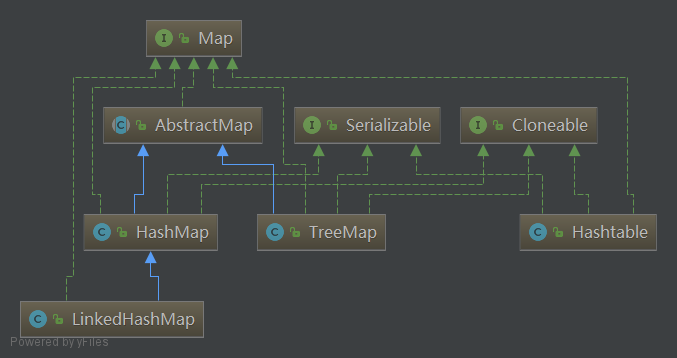 I Map
C AbstractMap
I Serializable
I Cloneable
C HashMap
C TreeMap
C Hashtable
C LinkedHashMap
Powered by yFiles